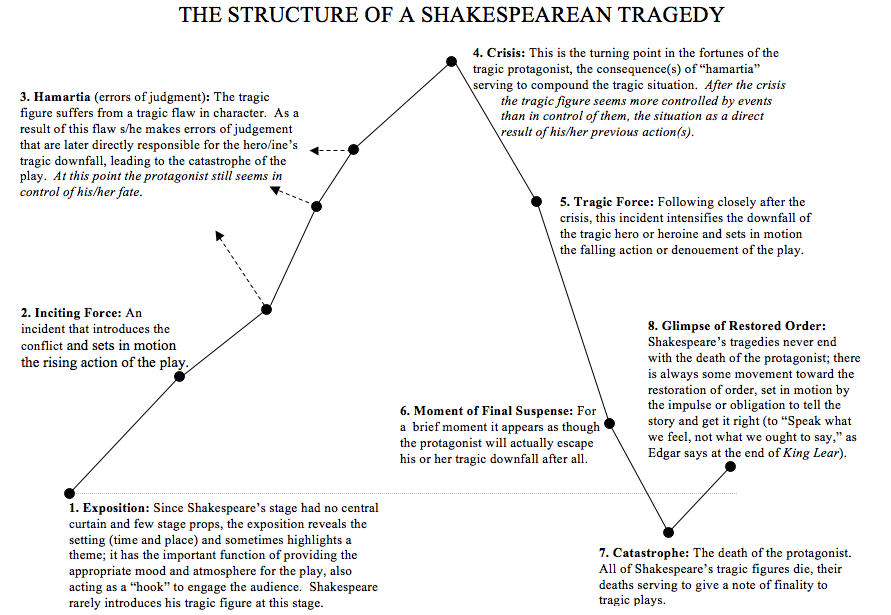 THE STRUCTURE OF A SHAKESPEAREAN TRAGEDY
4. Crisis: This is the turning point in the fortunes of the
tragic protagonist, the consequence(s) of “hamartia”
serving to compound the tragic situation. After the crisis
the tragic figure seems more controlled by events
than in control of them, the situation as a direct
result of his/her previous action(s).
3. Hamartia (errors of judgment): The tragic
figure suffers from a tragic flaw in character. As a
result of this flaw s/he makes errors of judgement
that are later directly responsible for the hero/ine’s
tragic downfall, leading to the catastrophe of the
play. At this point the protagonist still seems in
control of his/her fate.
5. Tragic Force: Following closely after the
crisis, this incident intensifies the downfall of
the tragic hero or heroine and sets in motion
the falling action or denouement of the play.
2. Inciting Force: An
incident that introduces the
conflict and sets in motion
the rising action of the play.
8. Glimpse of Restored Order:
Shakespeare’s tragedies never end
with the death of the protagonist; there
is always some movement toward the
restoration of order, set in motion by
the impulse or obligation to tell the
story and get it right (to “Speak what
we feel, not what we ought to say,” as
Edgar says at the end of King Lear).
6. Moment of Final Suspense: For
a brief moment it appears as though
the protagonist will actually escape
his or her tragic downfall after all.
1. Exposition: Since Shakespeare’s stage had no central
curtain and few stage props, the exposition reveals the
setting (time and place) and sometimes highlights a
theme; it has the important function of providing the
appropriate mood and atmosphere for the play, also
acting as a “hook” to engage the audience. Shakespeare
rarely introduces his tragic figure at this stage.
7. Catastrophe: The death of the protagonist.
All of Shakespeare’s tragic figures die, their
deaths serving to give a note of finality to
tragic plays.